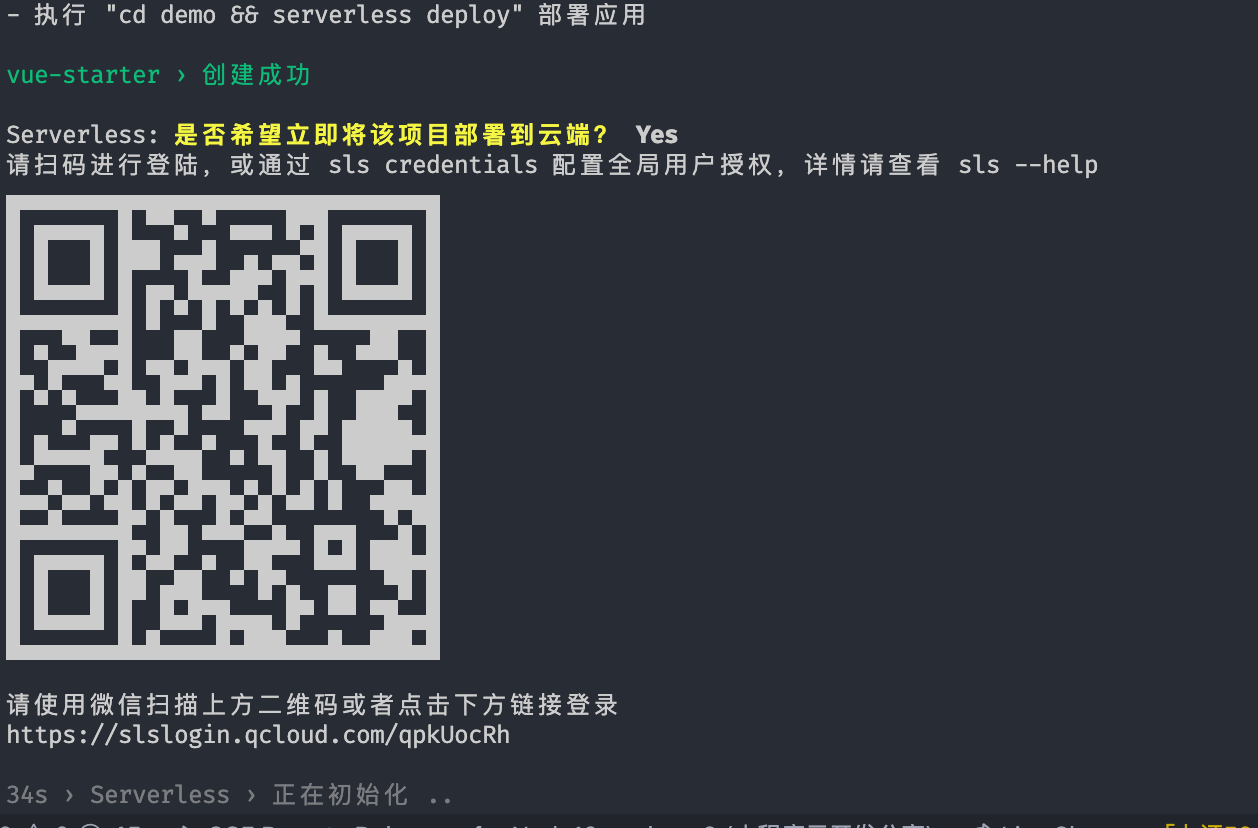 - 执行 "cd demo && serverless deploy" 部署应用
vue-starter › 创建成功
Serverless: 是否希望立即将该项目部署到云端? Yes
请扫码进行登陆, 或通过 sls credentials 配置全局用户授权, 详情请查看 sls --help
请使用微信扫描上方二维码或者点击下方链接登录
https://slslogin.qcloud.com/qpkUocRh
34s › Serverless › 正在初始化 ..